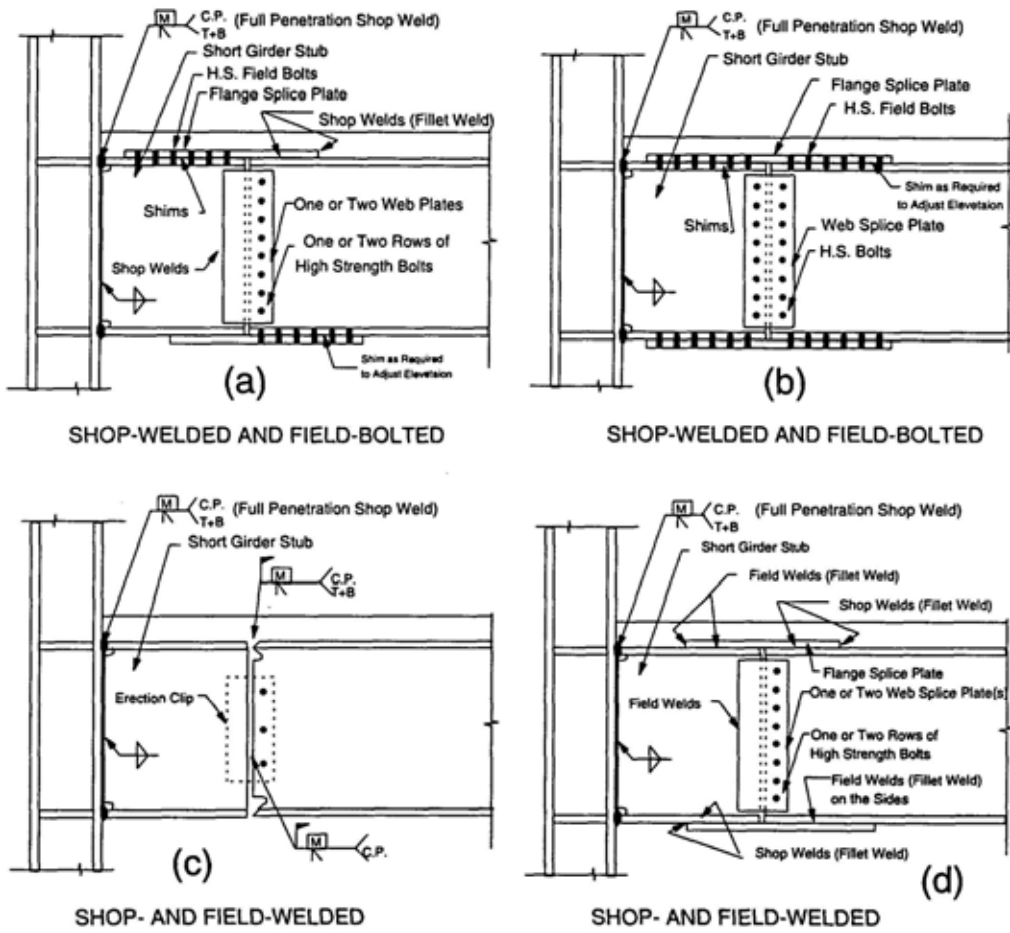 M
C.P.
T+B
(Full Penetration Shop Weld)
Short Girder Stub
H.S. Field Bolts
Flange Splice Plate
Shop Welds (Fillet Weld)
Shims
One or Two Web Plates
One or Two Rows of
High Strength Bolts
Shop Welds
Shim as Required
to Adjust Elevetsion
(a)
SHOP-WELDED AND FIELD-BOLTED
M
C.P.
T+B
(Full Penetration Shop Weld)
Short Girder Stub
Flange Splice Plate
H.S. Field Bolts
Shim as Required
to Adjust Elevetsaion
Shims
Web Splice Plate
H.S. Bolts
(b)
SHOP-WELDED AND FIELD-BOLTED
M
C.P.
T+B
(Full Penetration Shop Weld)
Short Girder Stub
M
C.P.
T+B
Erection Clip
M
C.P.
(c)
SHOP- AND FIELD-WELDED
M
C.P.
T+B
(Full Penetration Shop Weld)
Short Girder Stub
Field Welds (Fillet Weld)
Shop Welds (Fillet Weld)
Flange Splice Plate
One or Two Web Splice Plate(s)
Field Welds
One or Two Rows of
High Strength Bolts
Field Welds (Fillet Weld)
on the Sides
Shop Welds (Fillet Weld)
(d)
SHOP- AND FIELD-WELDED